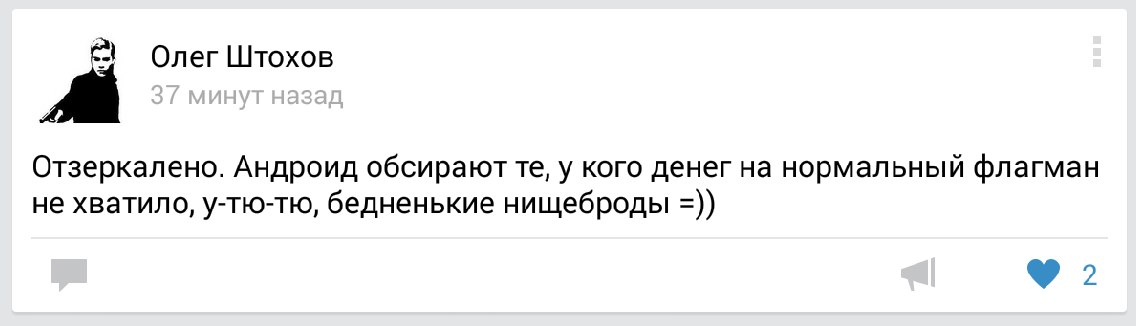 Олег Штохов
37 минут назад
Отзеркалено. Андроид обсирают те, у кого денег на нормальный флагман
не хватило, у-тю-тю, бедненькие нищеброды =))
2